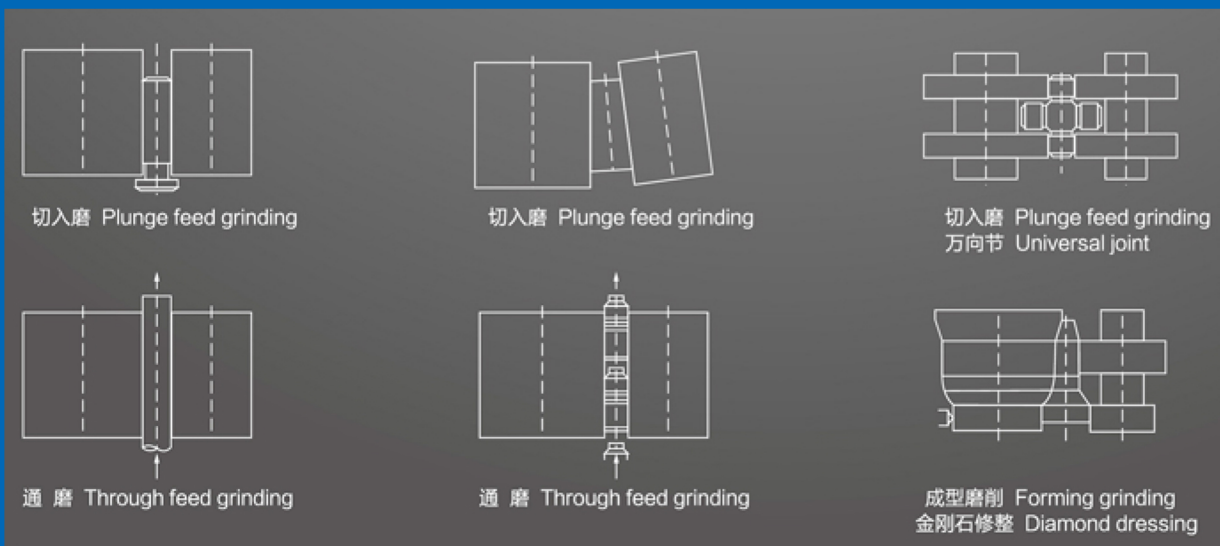 切入磨 Plunge feed grinding
切入磨 Plunge feed grinding
切入磨 Plunge feed grinding
万向节 Universal joint
通 磨 Through feed grinding
通 磨 Through feed grinding
成型磨削 Forming grinding
金刚石修整 Diamond dressing